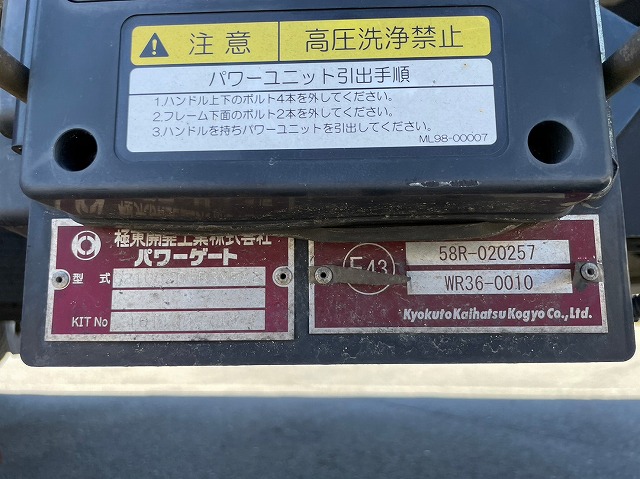 注意 高圧洗浄禁止
パワーユニット引出手順
1.ハンドル上下のボルト4本を外してください。
2.フレーム下面のボルト2本を外してください。
3.ハンドルを持ちパワーユニットを引出してください。
ML98-00007
極東開発工業株式会社
パワーゲート
型式
KIT No
E43
58R-020257
WR36-0010
Kyokuto Kaihatsu Kogyo Co.,Ltd.